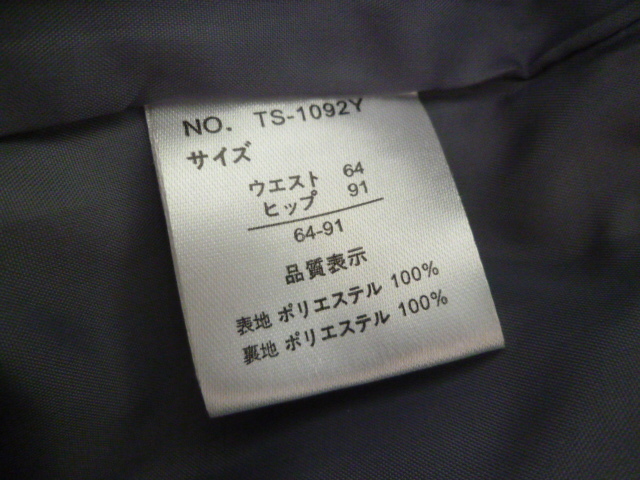 NO. TS-1092Y
サイズ
ウエスト 64
ヒップ 91
64-91
品質表示
表地 ポリエステル 100%
裏地 ポリエステル 100%